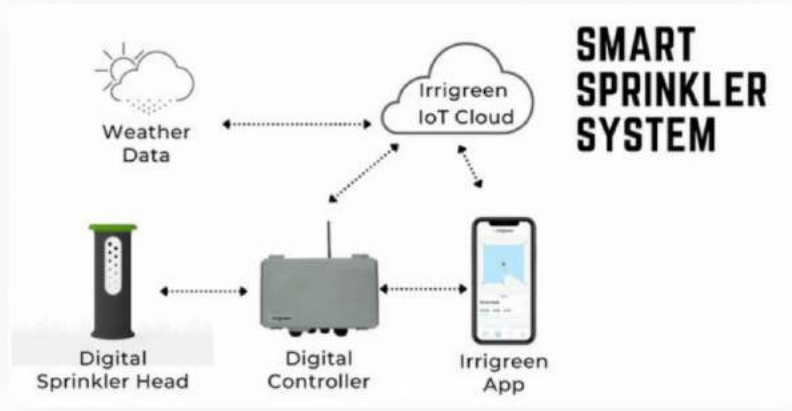 SMART
SPRINKLER
SYSTEM
Irrigreen
IoT Cloud
Weather
Data
Digital
Sprinkler Head
Digital
Controller
Irrigreen
App